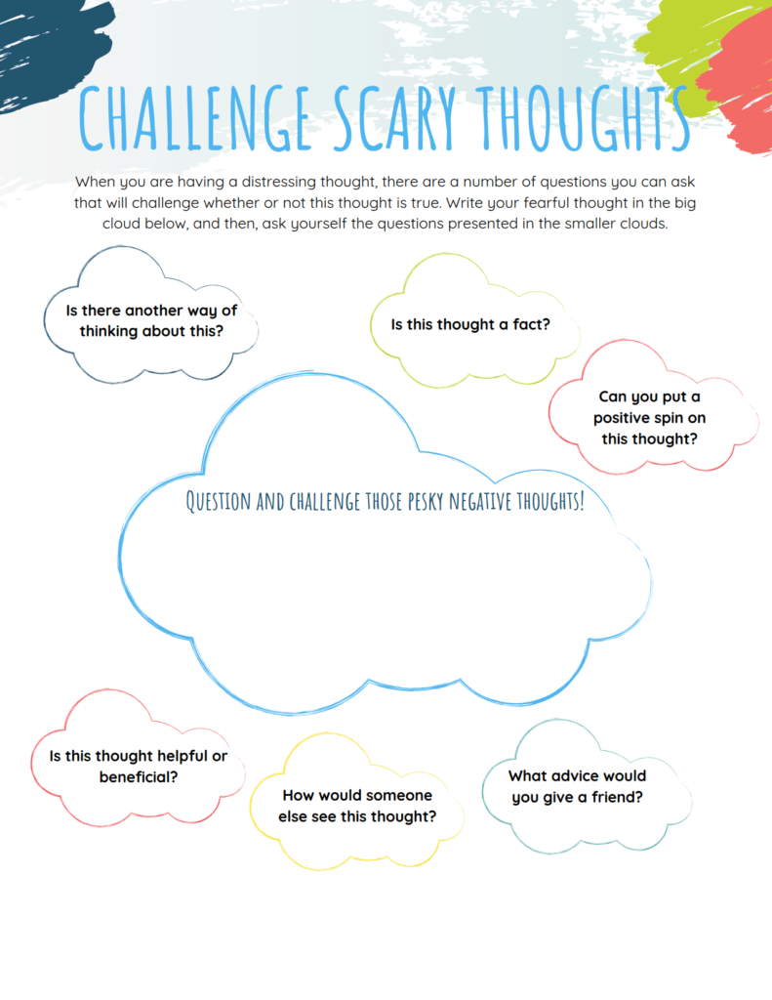 CHALLENGE SCARY THOUGHTS
When you are having a distressing thought, there are a number of questions you can ask
that will challenge whether or not this thought is true. Write your fearful thought in the big
cloud below, and then, ask yourself the questions presented in the smaller clouds.
Is there another way of
thinking about this?
Is this thought a fact?
Can you put a
positive spin on
this thought?
QUESTION AND CHALLENGE THOSE PESKY NEGATIVE THOUGHTS!
Is this thought helpful or
beneficial?
How would someone
else see this thought?
What advice would
you give a friend?